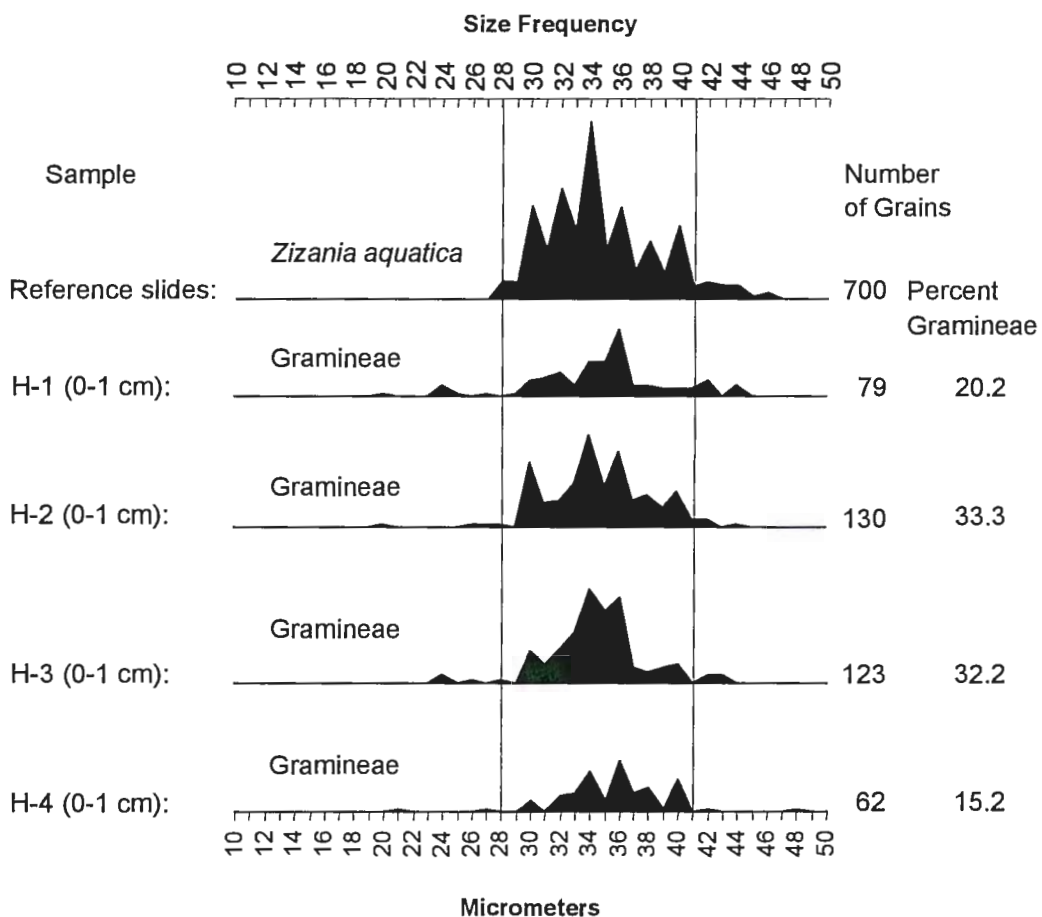 Size Frequency
10 12 14 16 18 20 22 24 26 28 30 32 34 36 38 40 42 44 46 48 50
Sample
Number
of Grains
Zizania aquatica
Reference slides:
700
Percent
Gramineae
Gramineae
H-1 (0-1 cm):
79
20.2
Gramineae
H-2 (0-1 cm):
130
33.3
Gramineae
H-3 (0-1 cm):
123
32.2
Gramineae
H-4 (0-1 cm):
62
15.2
10 12 14 16 18 20 22 24 26 28 30 32 34 36 38 40 42 44 46 48 50
Micrometers